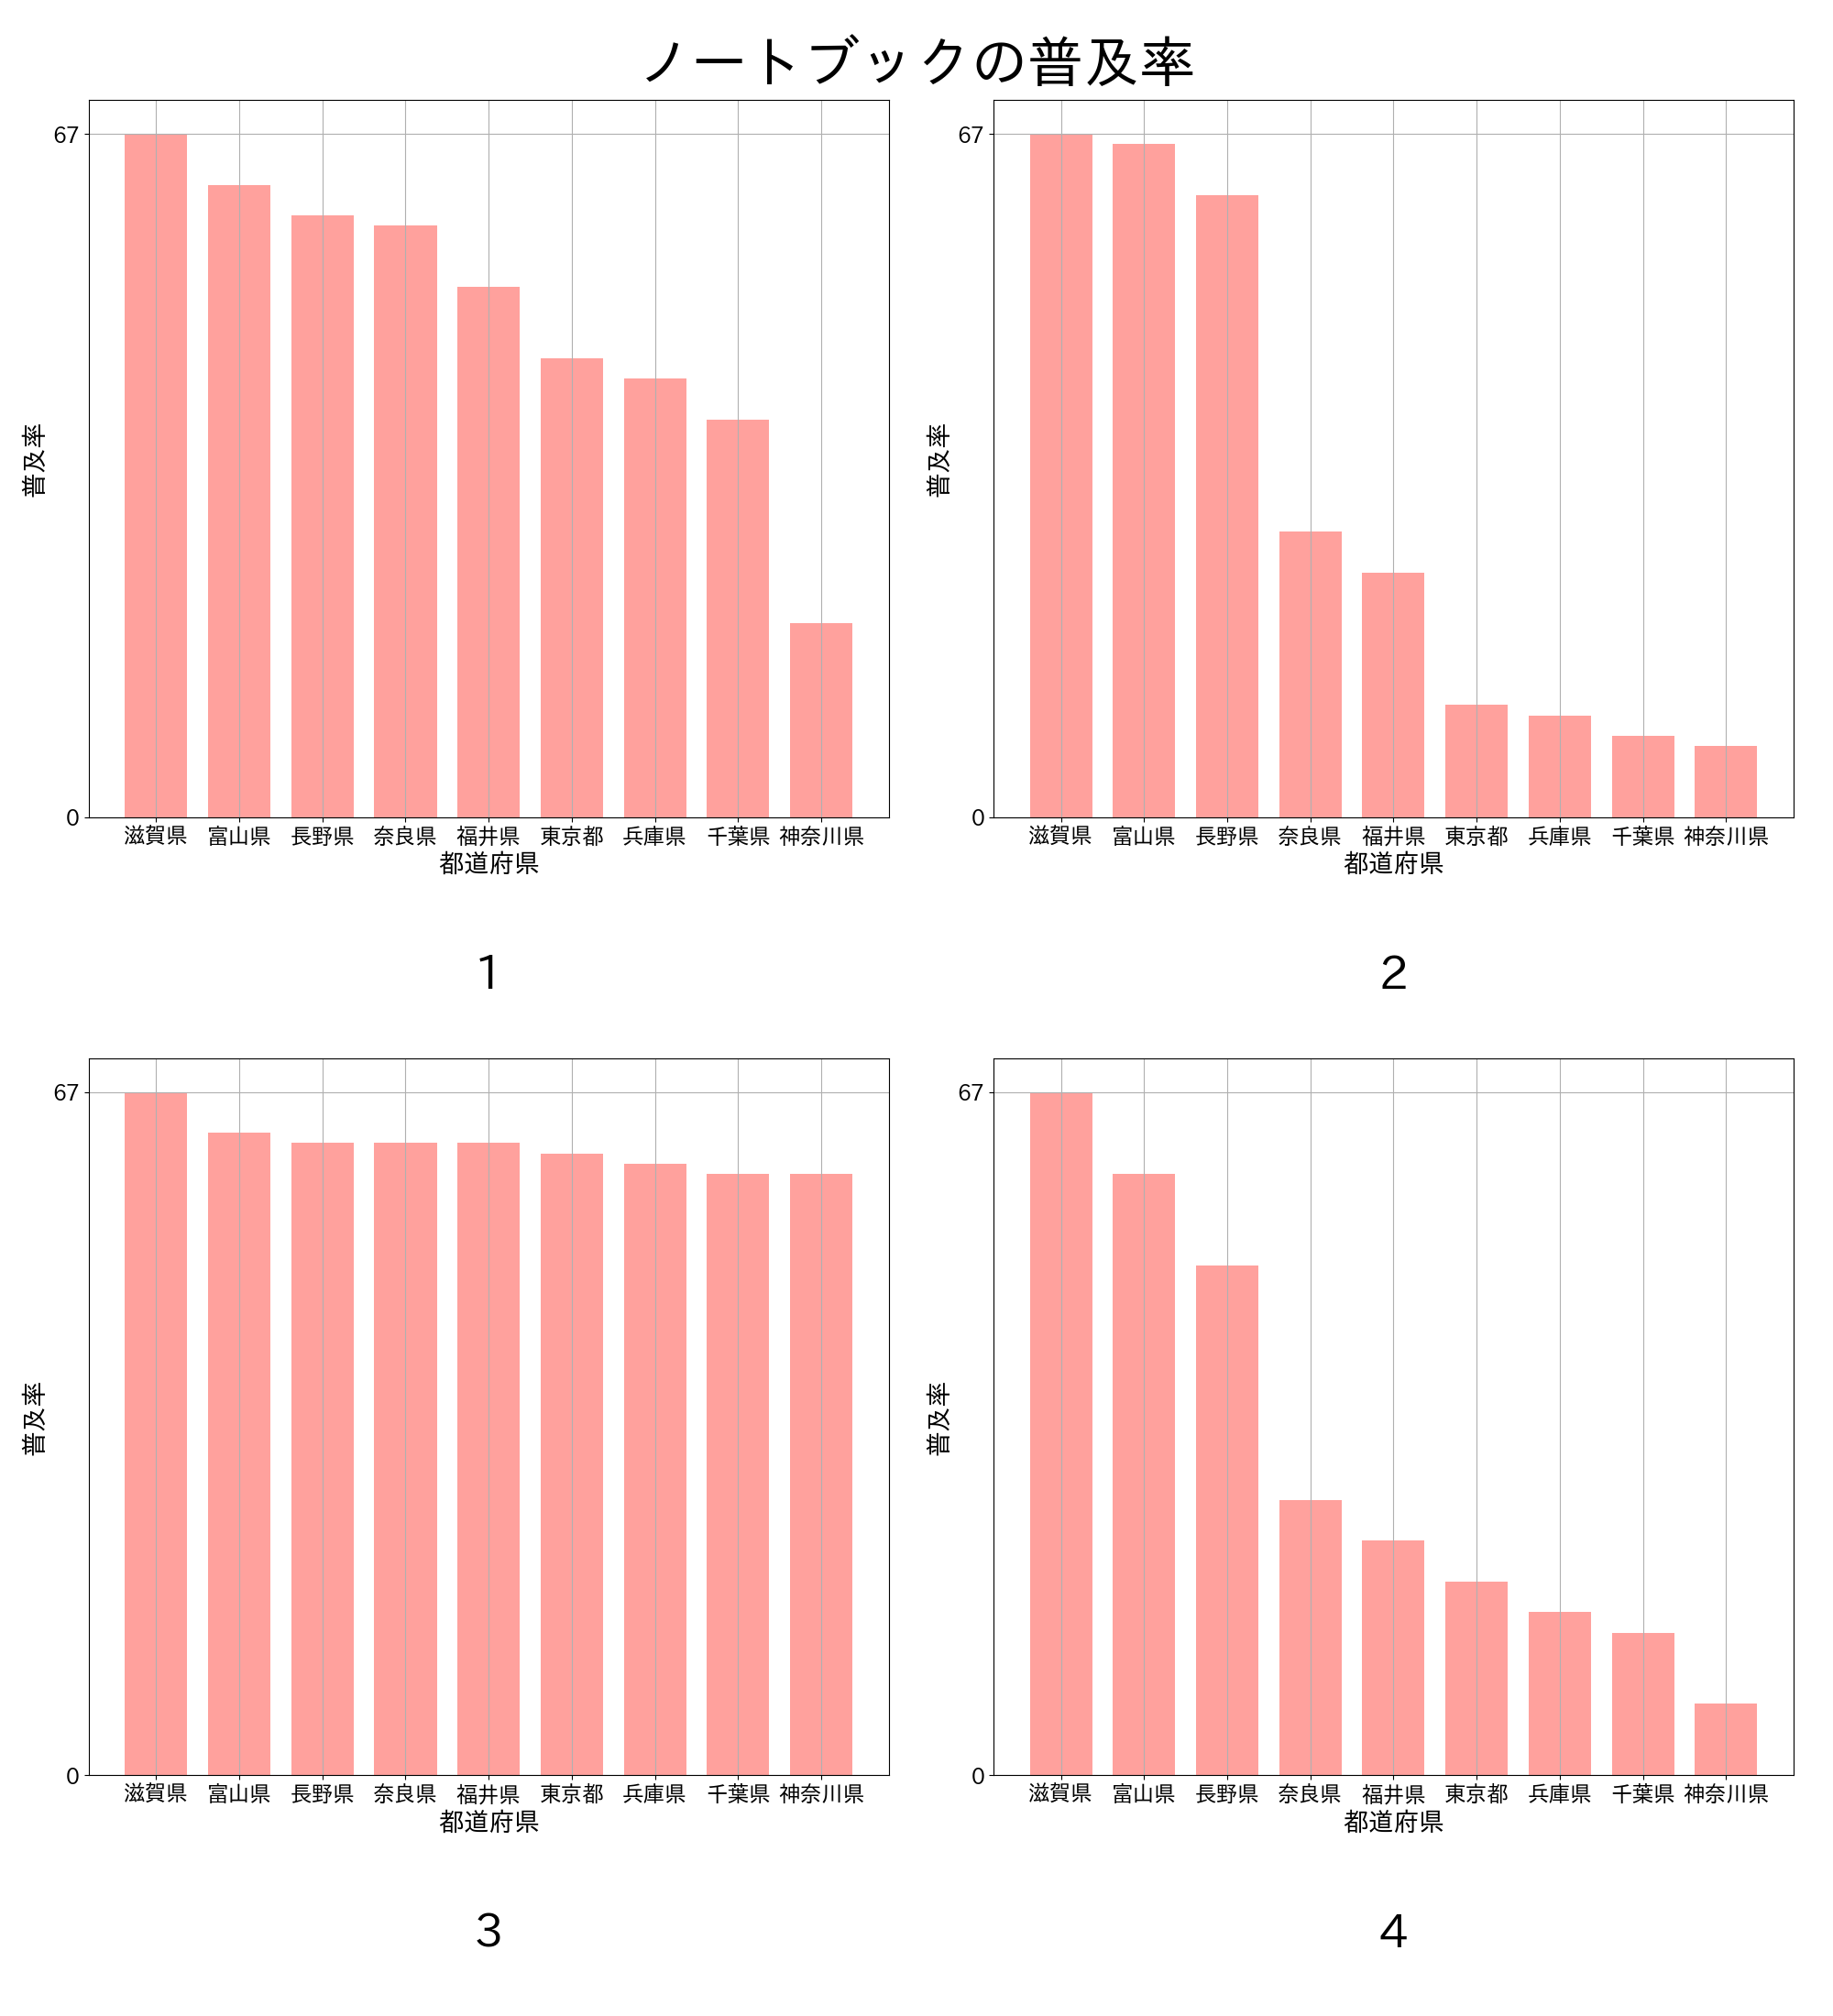 ノートブックの普及率
67
0
普及率
滋賀県 富山県 長野県 奈良県 福井県 東京都 兵庫県 千葉県 神奈川県
都道府県
1
67
0
普及率
滋賀県 富山県 長野県 奈良県 福井県 東京都 兵庫県 千葉県 神奈川県
都道府県
2
67
0
普及率
滋賀県 富山県 長野県 奈良県 福井県 東京都 兵庫県 千葉県 神奈川県
都道府県
3
67
0
普及率
滋賀県 富山県 長野県 奈良県 福井県 東京都 兵庫県 千葉県 神奈川県
都道府県
4